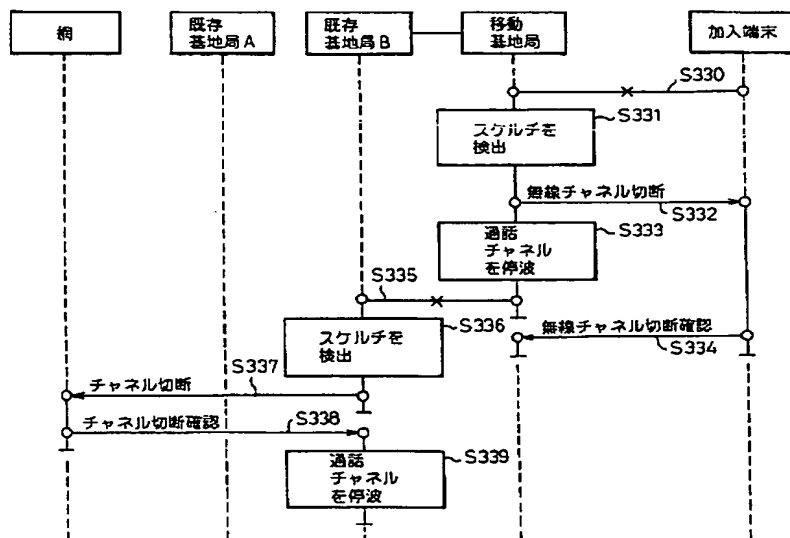 網
既存
基地局A
既存
基地局B
移動
基地局
加入端末
S330
スケルチを
検出
S331
無線チャネル切断
S332
通話
チャネル
を停波
S333
S335
スケルチを
検出
S336
無線チャネル切断確認
S334
S337
チャネル切断
チャネル切断確認
S338
通話
チャネル
を停波
S339